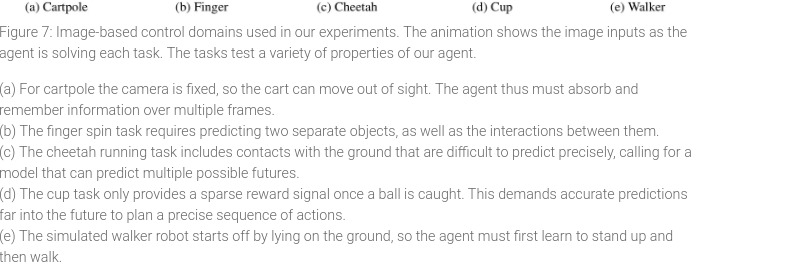 (a) Cartpole (b) Finger (c) Cheetah (d) Cup (e) Walker
Figure 7: Image-based control domains used in our experiments. The animation shows the image inputs as the
agent is solving each task. The tasks test a variety of properties of our agent.
(a) For cartpole the camera is fixed, so the cart can move out of sight. The agent thus must absorb and
remember information over multiple frames.
(b) The finger spin task requires predicting two separate objects, as well as the interactions between them.
(c) The cheetah running task includes contacts with the ground that are difficult to predict precisely, calling for a
model that can predict multiple possible futures.
(d) The cup task only provides a sparse reward signal once a ball is caught. This demands accurate predictions
far into the future to plan a precise sequence of actions.
(e) The simulated walker robot starts off by lying on the ground, so the agent must first learn to stand up and
then walk.